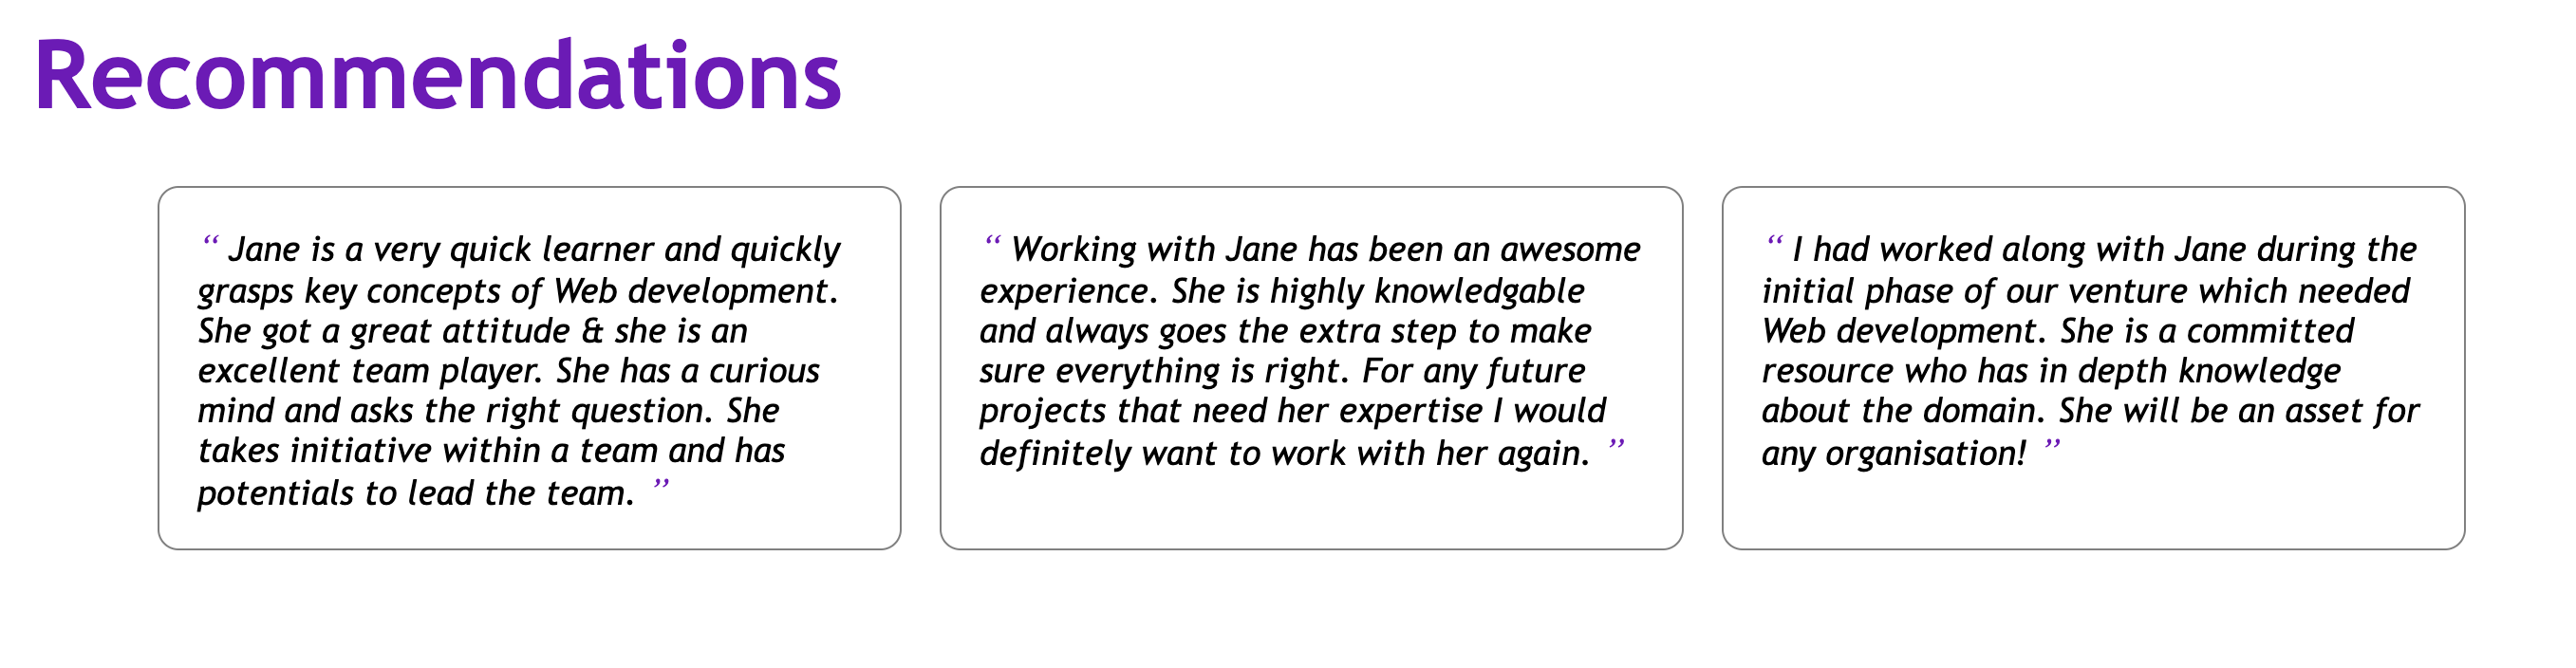 Recommendations
“ Jane is a very quick learner and quickly
grasps key concepts of Web development.
She got a great attitude & she is an
excellent team player. She has a curious
mind and asks the right question. She
takes initiative within a team and has
potentials to lead the team. ”
“ Working with Jane has been an awesome
experience. She is highly knowledgable
and always goes the extra step to make
sure everything is right. For any future
projects that need her expertise I would
definitely want to work with her again. ”
“ I had worked along with Jane during the
initial phase of our venture which needed
Web development. She is a committed
resource who has in depth knowledge
about the domain. She will be an asset for
any organisation! ”